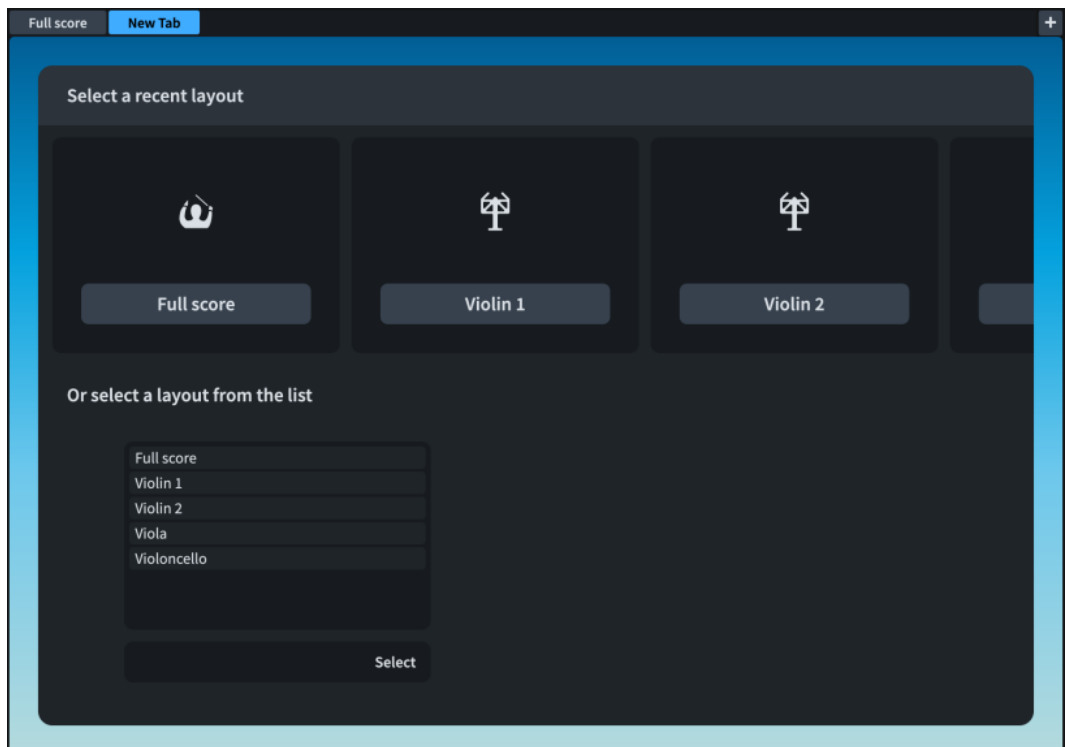 Full score New Tab +
Select a recent layout
Full score Violin 1 Violin 2
Or select a layout from the list
Full score
Violin 1
Violin 2
Viola
Violoncello
Select